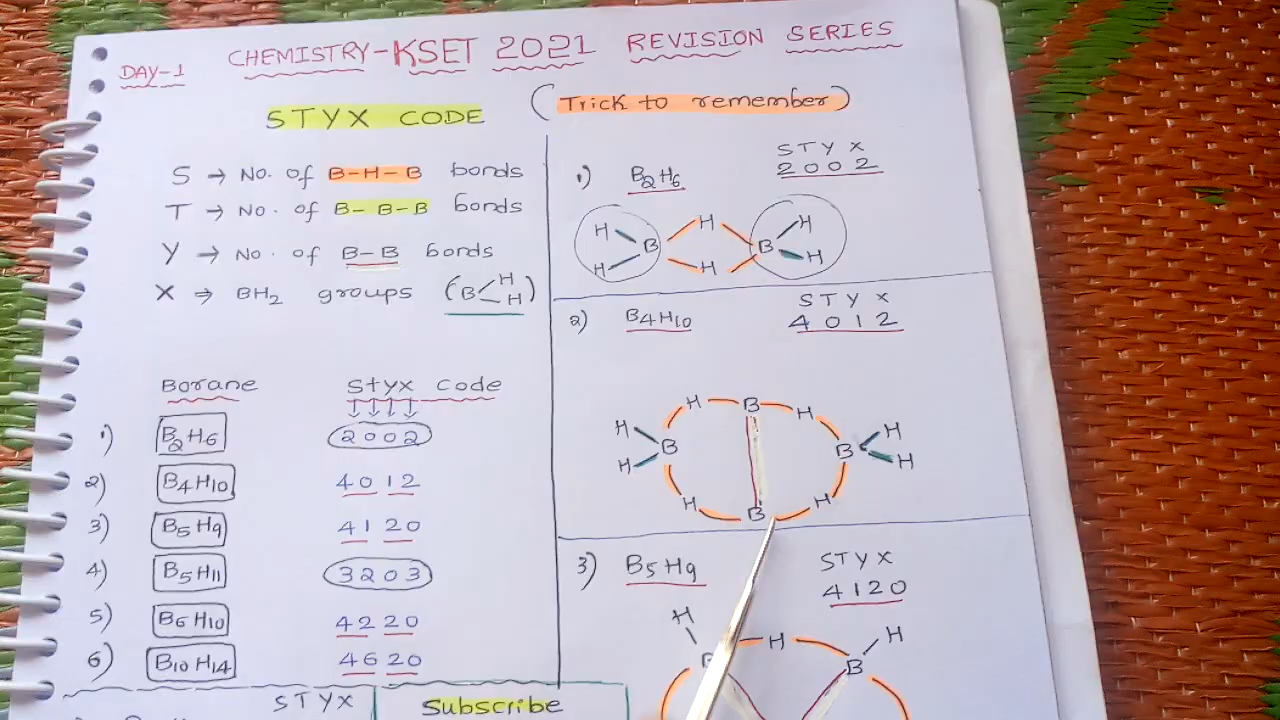 CHEMISTRY-KSET 2021 REVISION SERIES
DAY-1
STYX CODE (Trick to remember)
S → No. of B-H-B bonds
T → No. of B-B-B bonds
Y → No. of B-B bonds
X → BH2 groups (B H H)
Borane Styx Code
1) B2H6 2002
2) B4H10 4012
3) B5H9 4120
4) B5H11 3203
5) B6H10 4220
6) B10H14 4620
STYX
Subscribe
1) B2H6 STYX
2002
H H H
B B
H H H
2) B4H10 STYX
4012
H B H
H H
B B
H H
H B H
3) B5H9 STYX
4120
H H H
B B